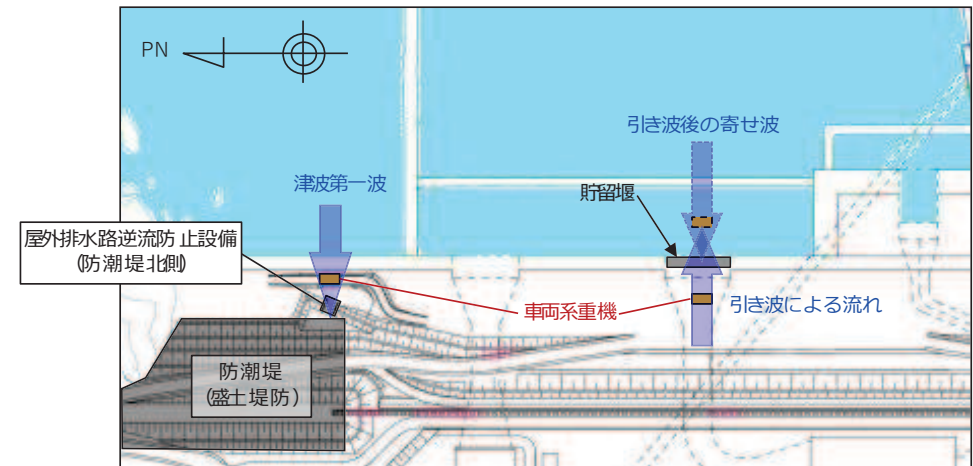 PN
引き波後の寄せ波
津波第一波
貯留堰
屋外排水路逆流防止設備
(防潮堤北側)
車両系重機
引き波による流れ
防潮堤
(盛土堤防)